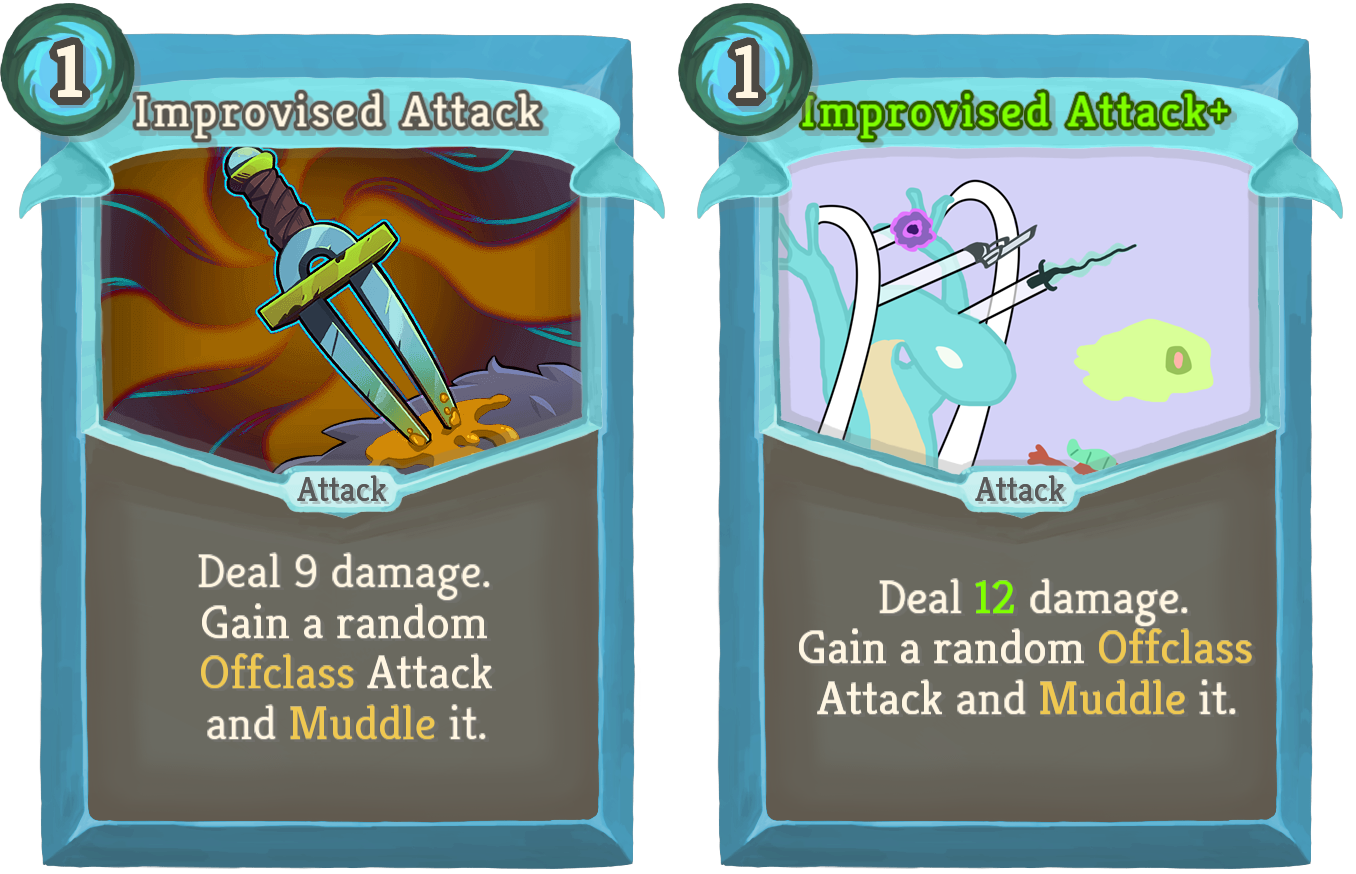 1
Improvised Attack
Attack
Deal 9 damage.
Gain a random
Offclass Attack
and Muddle it.
1
Improvised Attack+
Attack
Deal 12 damage.
Gain a random Offclass
Attack and Muddle it.